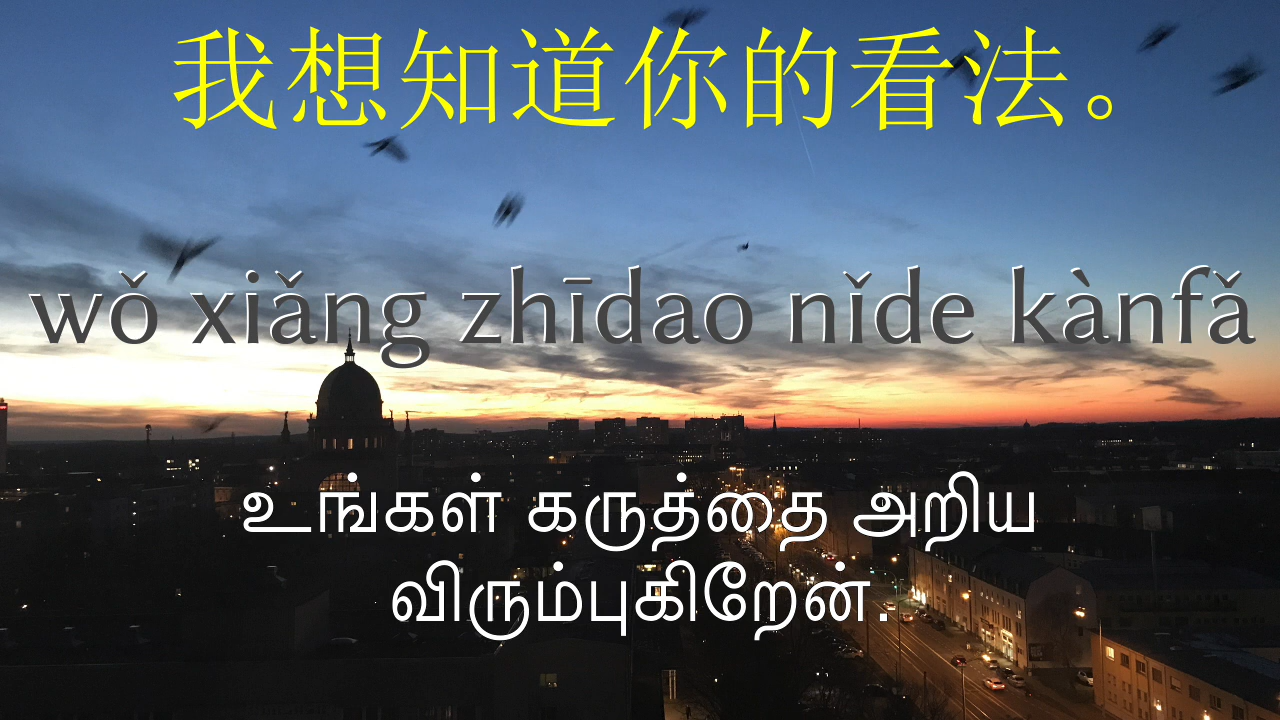 我想知道你的看法。
wǒ xiǎng zhīdao nǐde kànfǎ
உங்கள் கருத்தை அறிய
விரும்புகிறேன்.